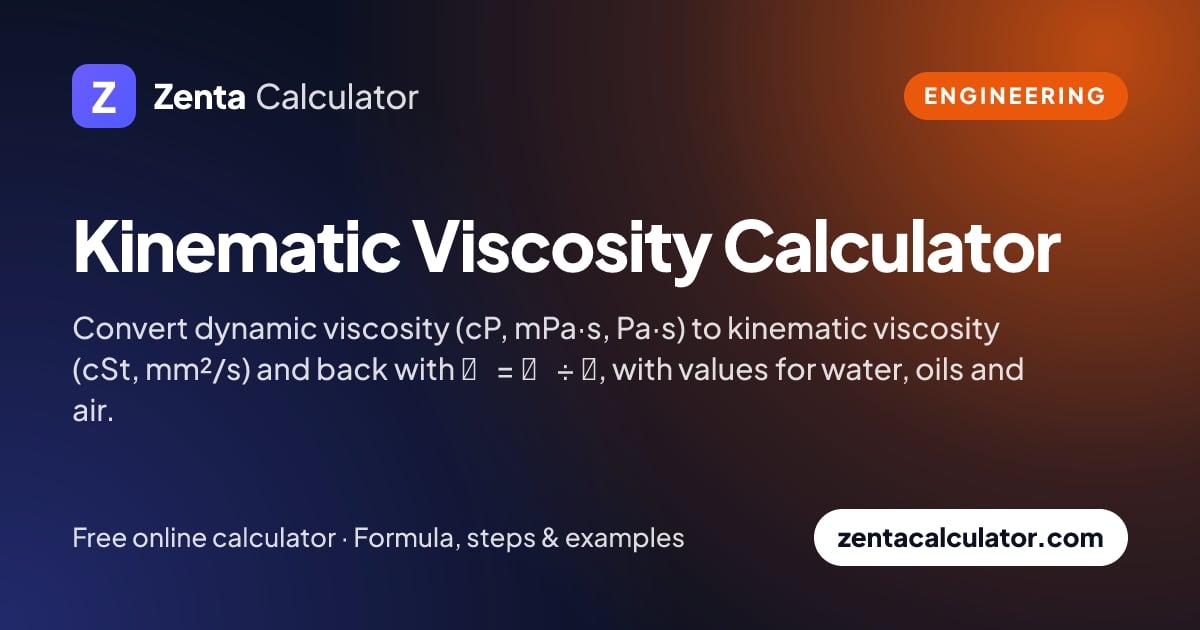 Z Zenta Calculator
ENGINEERING
Kinematic Viscosity Calculator
Convert dynamic viscosity (cP, mPa·s, Pa·s) to kinematic viscosity
(cSt, mm²/s) and back with = ÷ , with values for water, oils and
air.
Free online calculator · Formula, steps & examples
zentacalculator.com